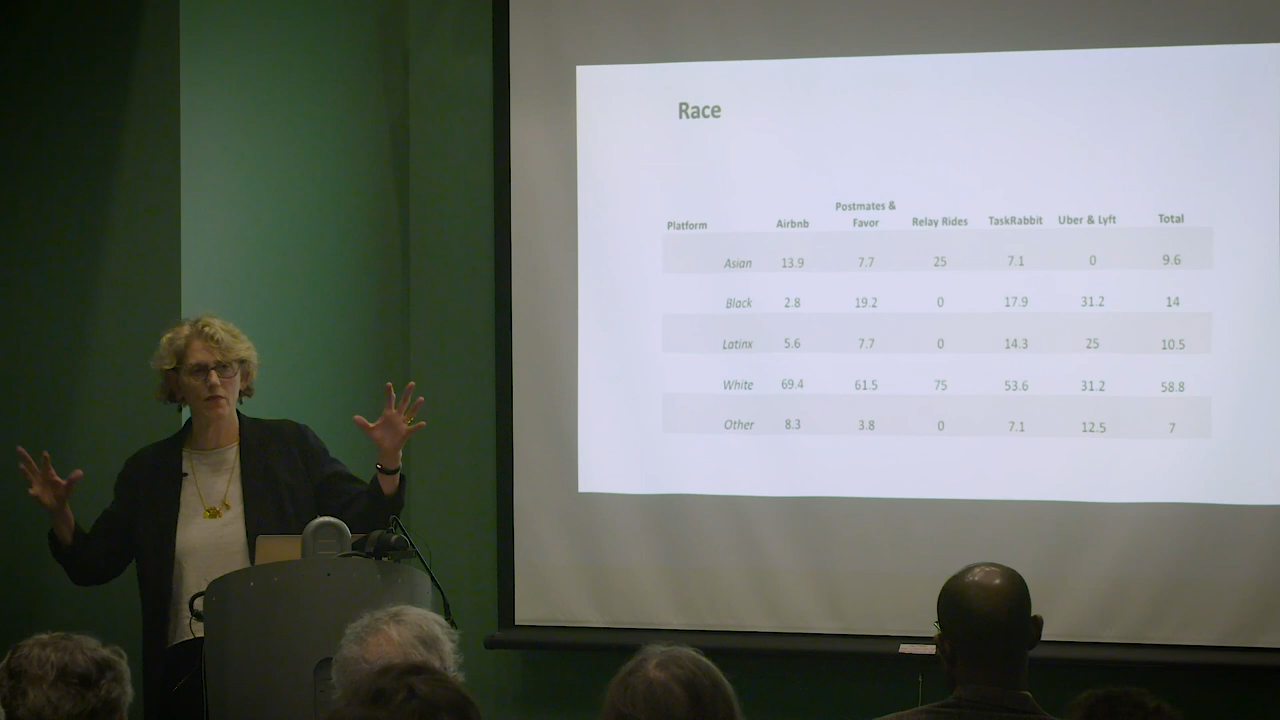 Race
Platform Airbnb Postmates & Favor Relay Rides TaskRabbit Uber & Lyft Total
Asian 13.9 7.7 25 7.1 0 9.6
Black 2.8 19.2 0 17.9 31.2 14
Latinx 5.6 7.7 0 14.3 25 10.5
White 69.4 61.5 75 53.6 31.2 58.8
Other 8.3 3.8 0 7.1 12.5 7